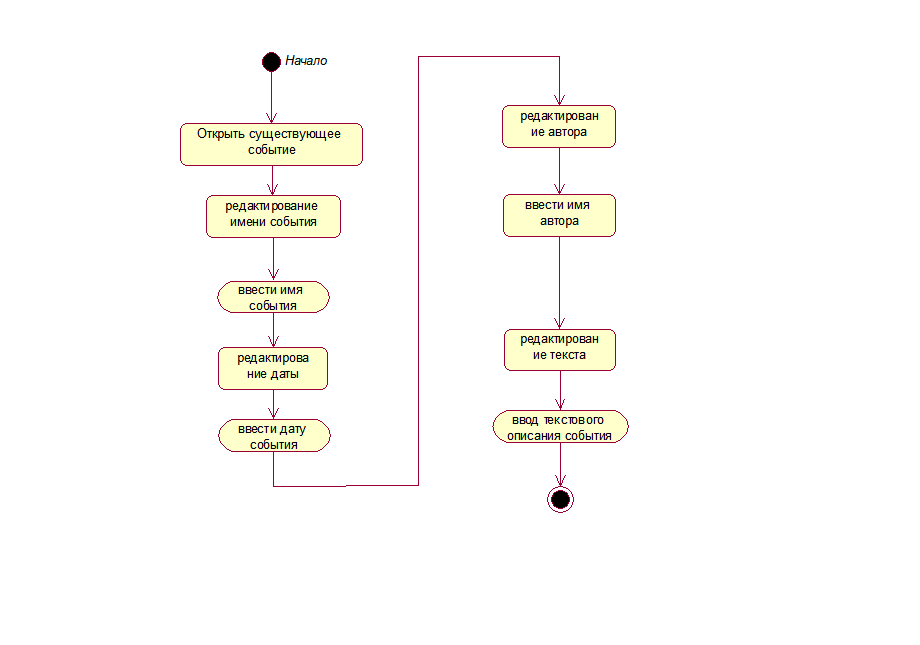 Начало
Открыть существующее
событие
редактирование
имени события
ввести имя
события
редактирова
ние даты
ввести дату
события
редактирован
ие автора
ввести имя
автора
редактирован
ие текста
ввод текстового
описания события